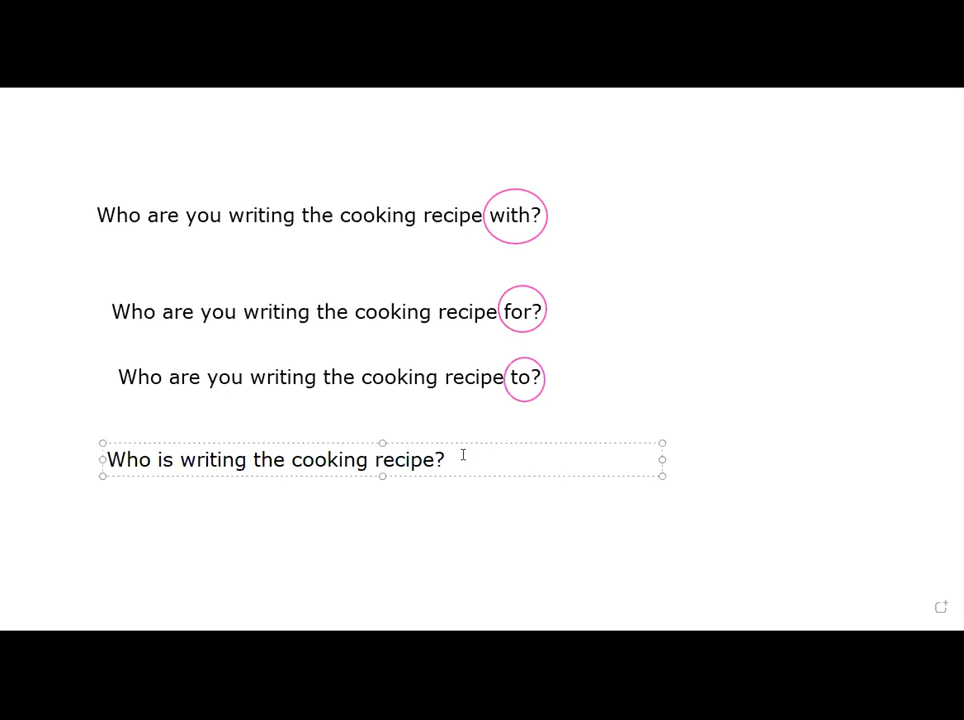 Who are you writing the cooking recipe with?
Who are you writing the cooking recipe for?
Who are you writing the cooking recipe to?
Who is writing the cooking recipe?